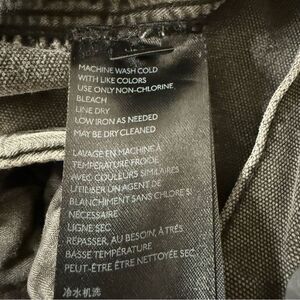 MACHINE WASH COLD
WITH LIKE COLORS
USE ONLY NON-CHLORINE
BLEACH
LINE DRY
LOW IRON AS NEEDED
MAY BE DRY CLEANED
LAVAGE EN MACHINE À
TEMPÉRATURE FROIDE
AVEC COULEURS SIMILAIRES
UTILISER UN AGENT DE
BLANCHIMENT SANS CHLORE SI
NÉCESSAIRE
LIGNE SEC
REPASSER, AU BESOIN, À TRÈS
BASSE TEMPÉRATURE
PEUT-ÊTRE ÊTRE NETTOYÉE SEC
冷水机洗